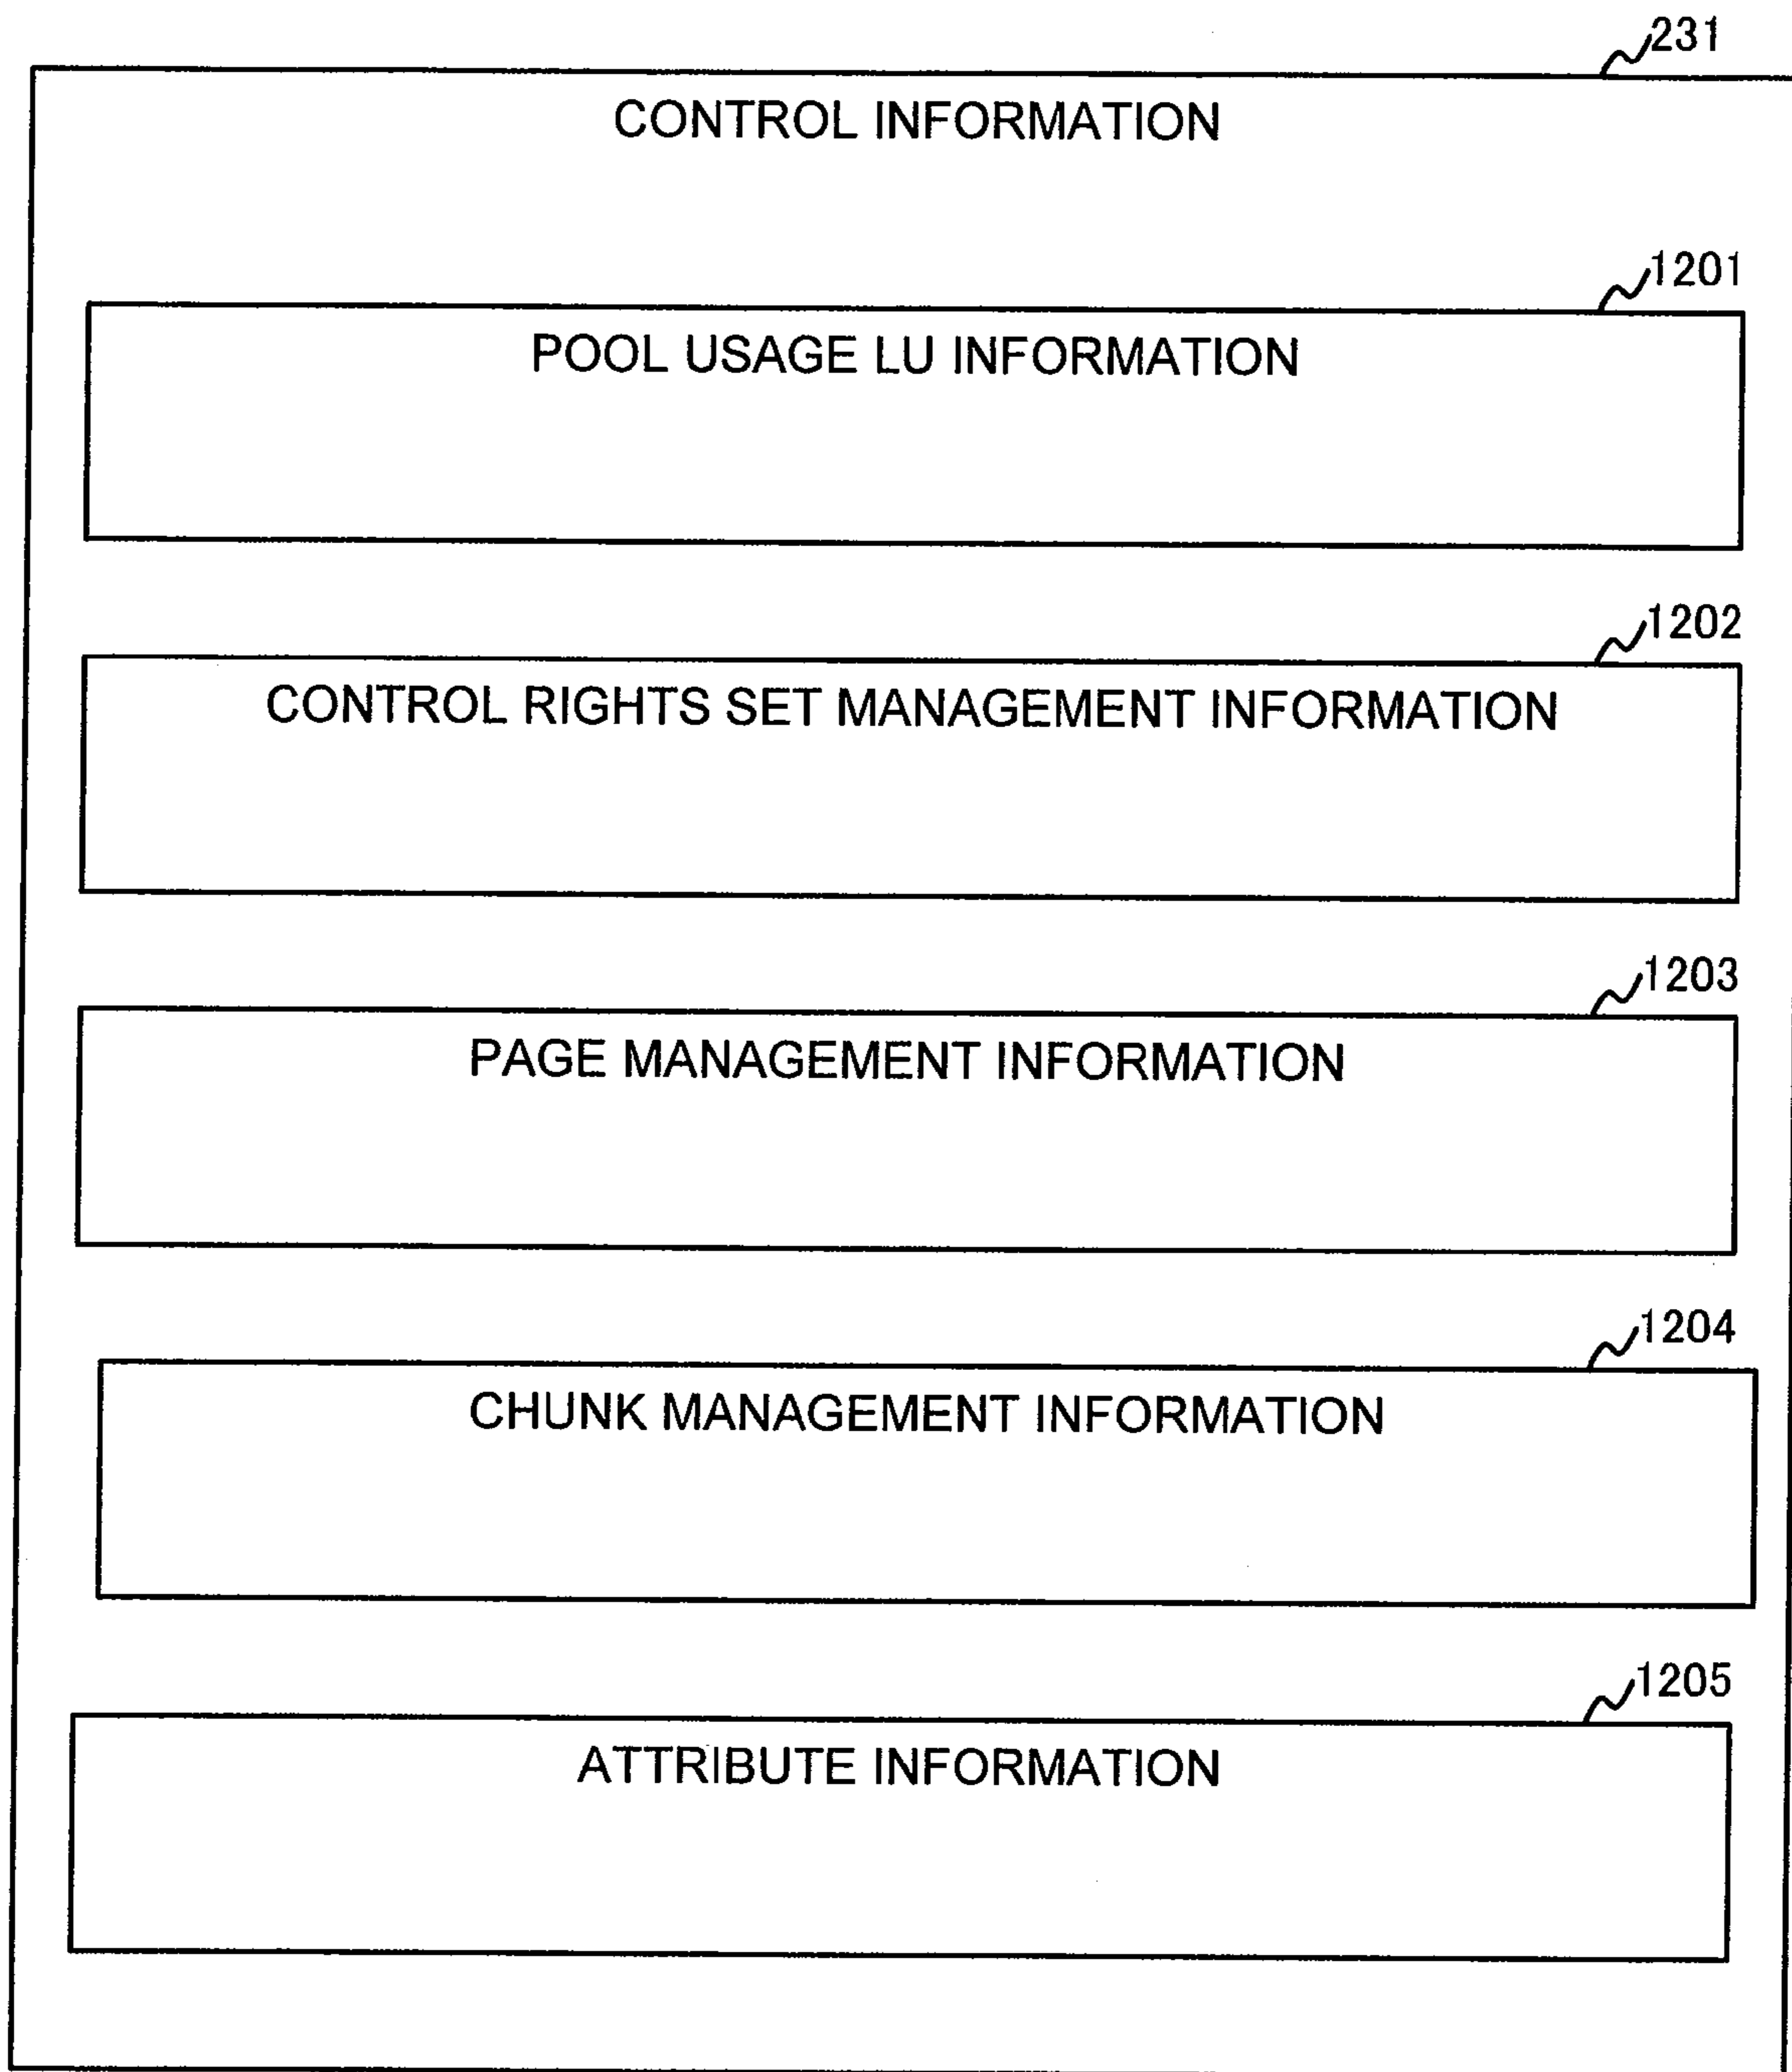 231
CONTROL INFORMATION
1201
POOL USAGE LU INFORMATION
1202
CONTROL RIGHTS SET MANAGEMENT INFORMATION
1203
PAGE MANAGEMENT INFORMATION
1204
CHUNK MANAGEMENT INFORMATION
1205
ATTRIBUTE INFORMATION